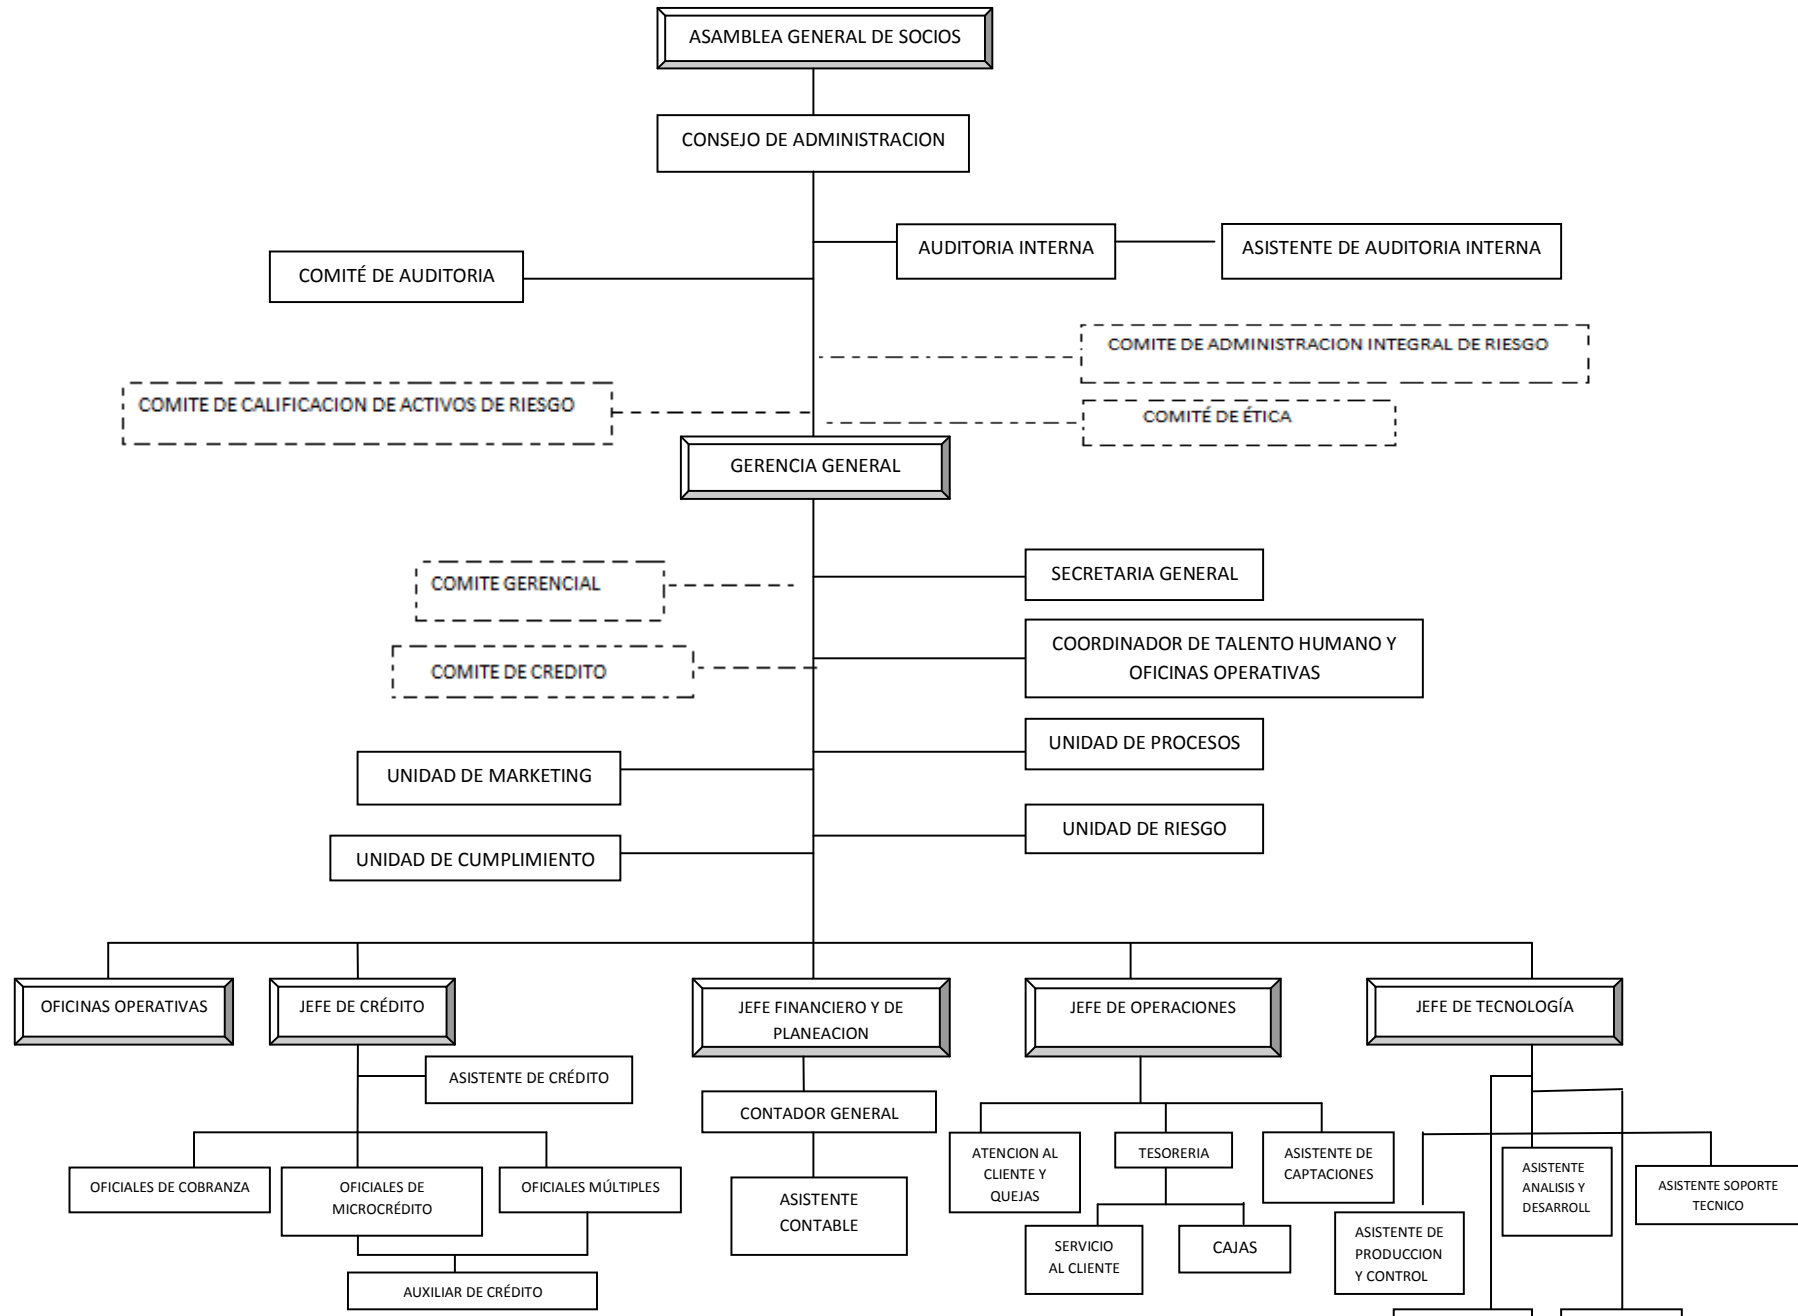 ASAMBLEA GENERAL DE SOCIOS
CONSEJO DE ADMINISTRACION
AUDITORIA INTERNA
ASISTENTE DE AUDITORIA INTERNA
COMITÉ DE AUDITORIA
COMITE DE ADMINISTRACION INTEGRAL DE RIESGO
COMITE DE CALIFICACION DE ACTIVOS DE RIESGO
COMITÉ DE ÉTICA
GERENCIA GENERAL
SECRETARIA GENERAL
COMITE GERENCIAL
COORDINADOR DE TALENTO HUMANO Y
OFICINAS OPERATIVAS
COMITE DE CREDITO
UNIDAD DE PROCESOS
UNIDAD DE MARKETING
UNIDAD DE RIESGO
UNIDAD DE CUMPLIMIENTO
OFICINAS OPERATIVAS
JEFE DE CRÉDITO
JEFE FINANCIERO Y DE
PLANEACION
JEFE DE OPERACIONES
JEFE DE TECNOLOGÍA
ASISTENTE DE CRÉDITO
CONTADOR GENERAL
ATENCION AL
CLIENTE Y
QUEJAS
TESORERIA
ASISTENTE DE
CAPTACIONES
ASISTENTE
ANALISIS Y
DESARROLL
ASISTENTE SOPORTE
TECNICO
OFICIALES DE COBRANZA
OFICIALES DE
MICROCRÉDITO
OFICIALES MÚLTIPLES
ASISTENTE
CONTABLE
SERVICIO
AL CLIENTE
CAJAS
ASISTENTE DE
PRODUCCION
Y CONTROL
AUXILIAR DE CRÉDITO